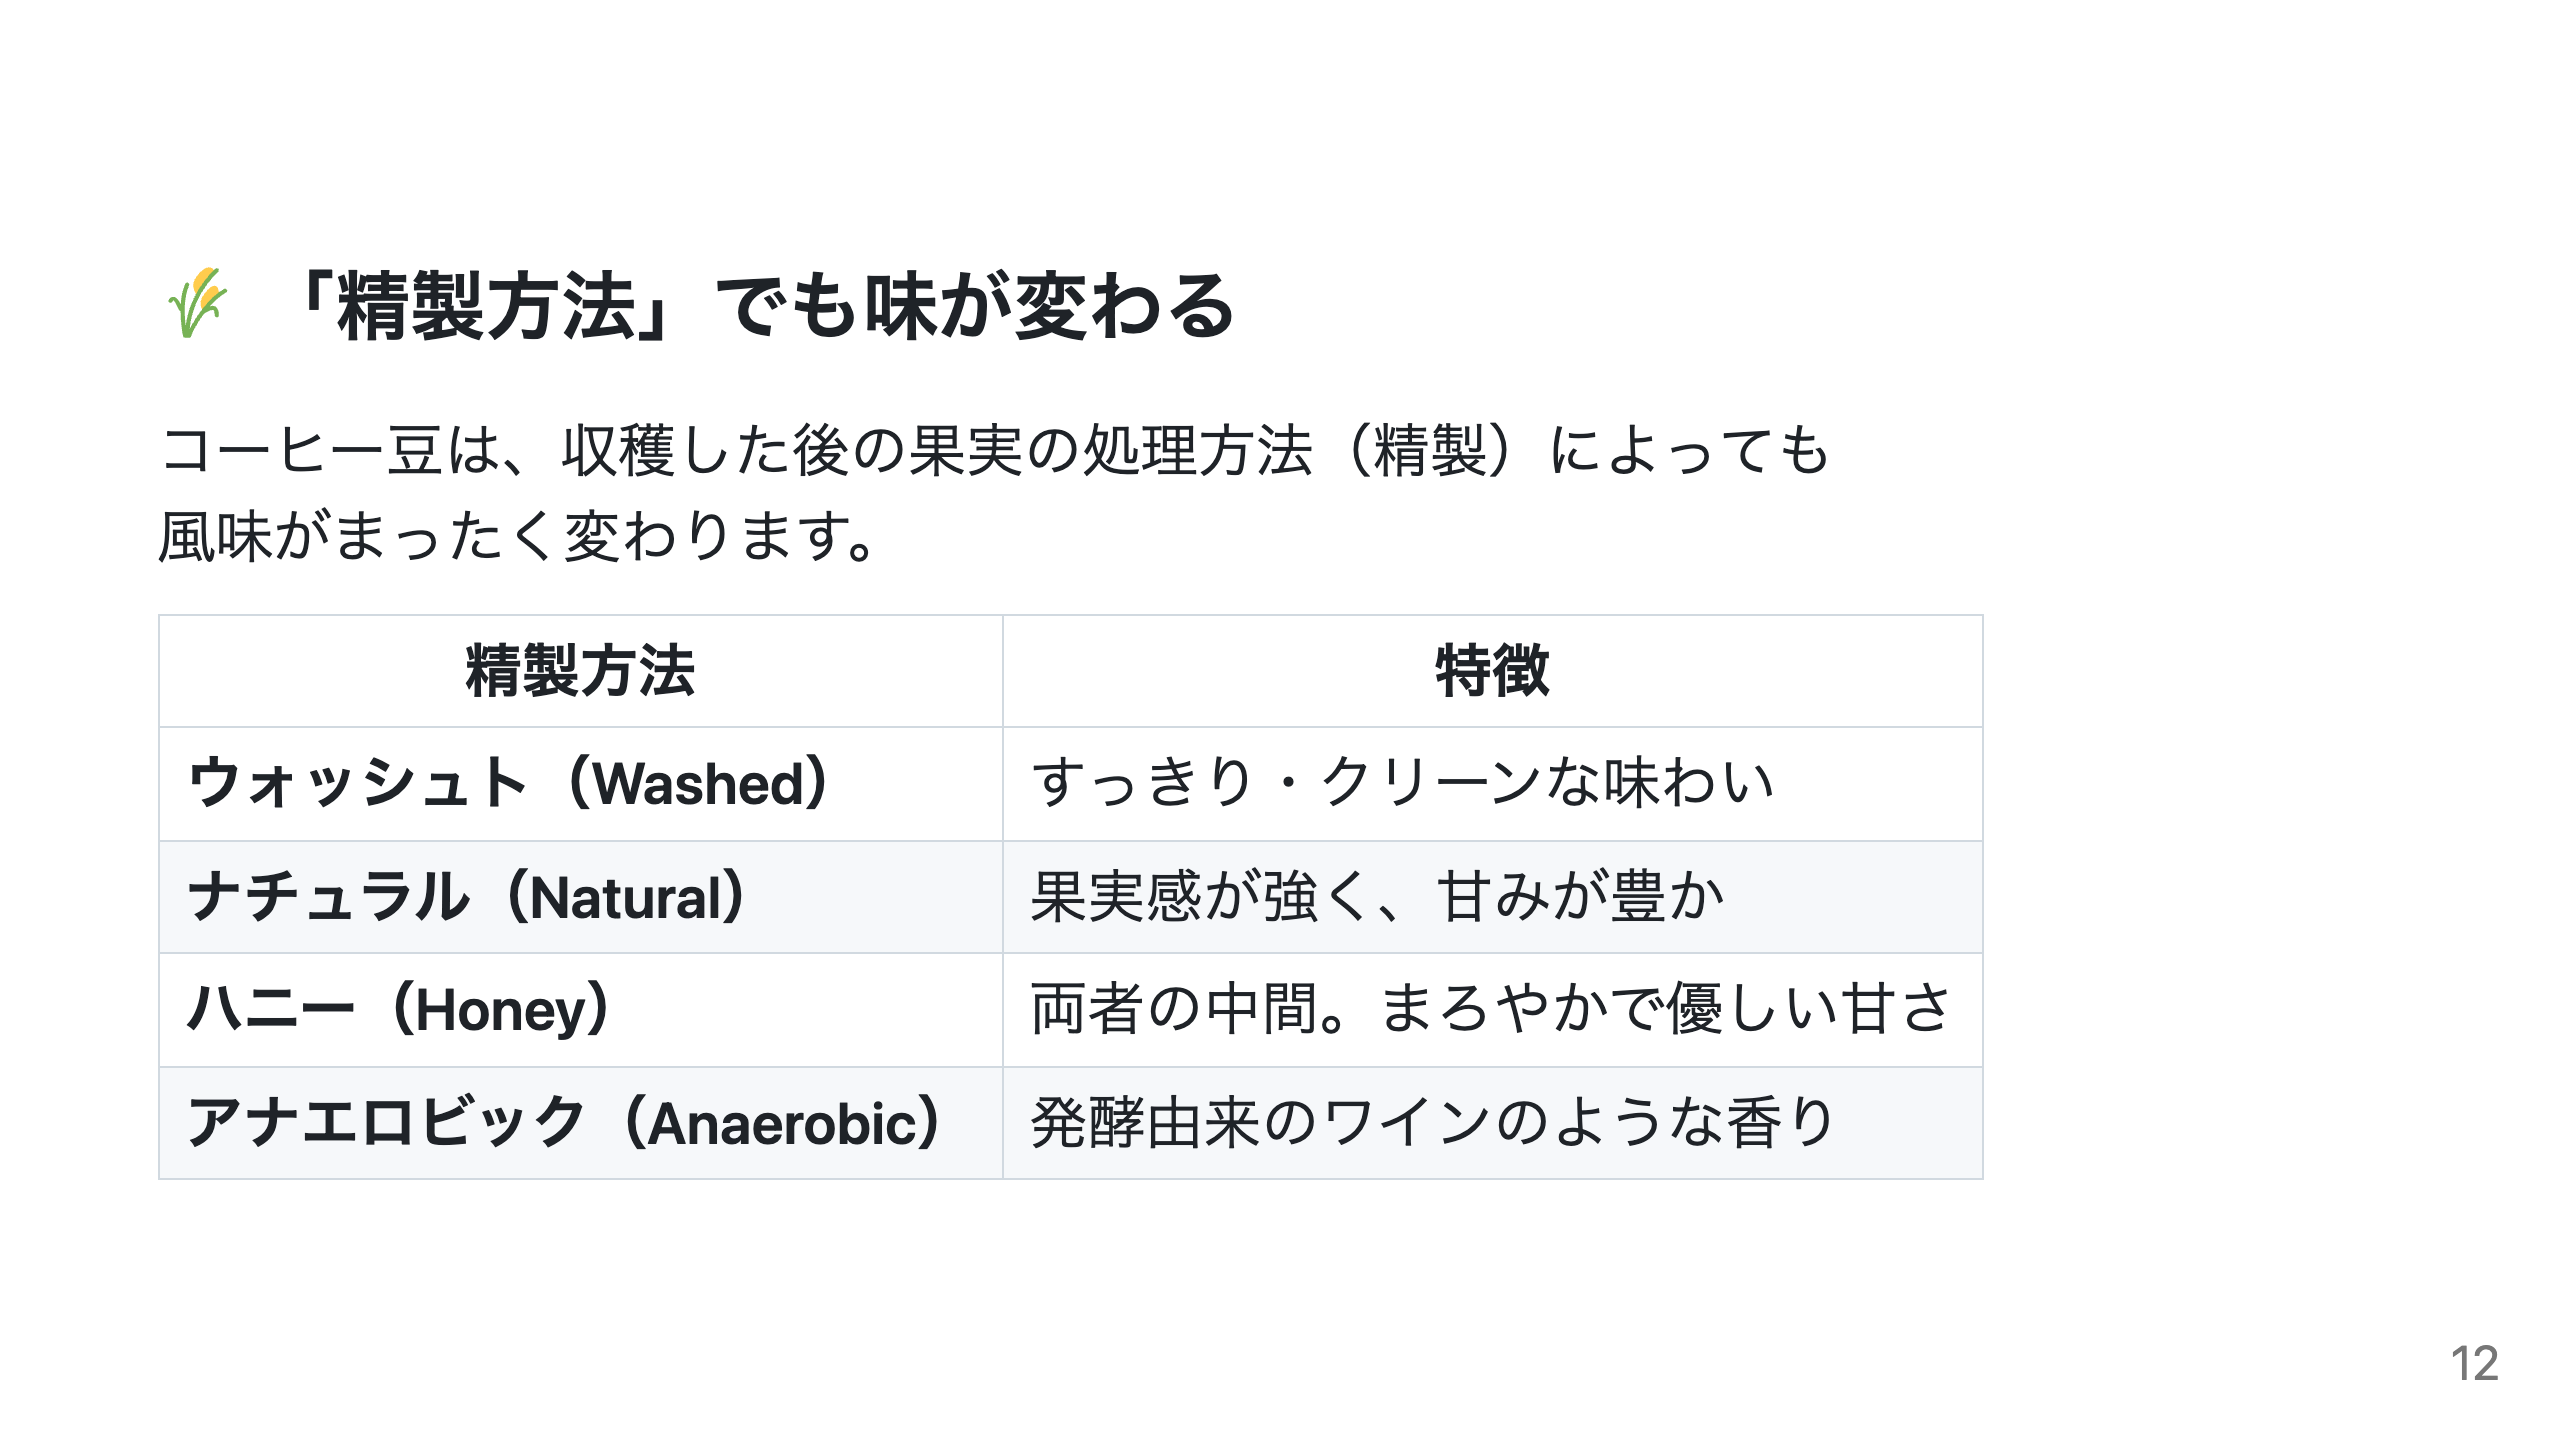 🌾 「精製方法」でも味が変わる
コーヒー豆は、収穫した後の果実の処理方法（精製）によっても
風味がまったく変わります。
精製方法 特徴
ウォッシュト（Washed） すっきり・クリーンな味わい
ナチュラル（Natural） 果実感が強く、甘みが豊か
ハニー（Honey） 両者の中間。まろやかで優しい甘さ
アナエロビック（Anaerobic） 発酵由来のワインのような香り
12